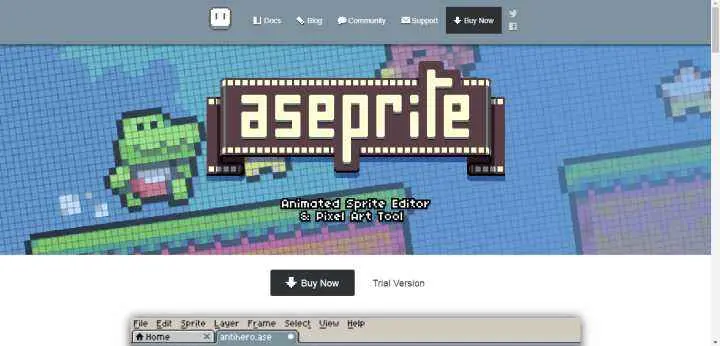 Docs Blog Community Support Buy Now
aseprite
Animated Sprite Editor
& Pixel Art Tool
Buy Now Trial Version
File Edit Sprite Layer Frame Select View Help
Home antihero.ase